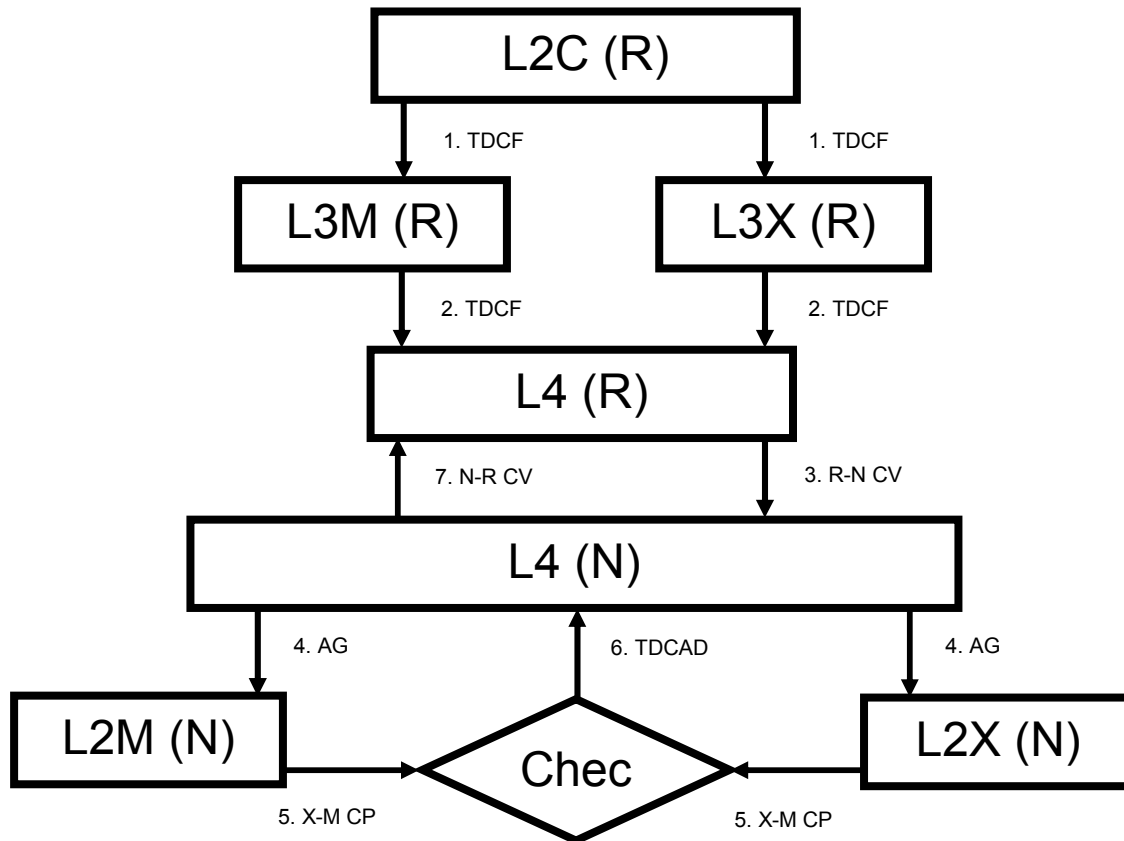 L2C (R)
1. TDCF
1. TDCF
L3M (R)
L3X (R)
2. TDCF
2. TDCF
L4 (R)
7. N-R CV
3. R-N CV
L4 (N)
4. AG
6. TDCAD
4. AG
L2M (N)
Chec
L2X (N)
5. X-M CP
5. X-M CP